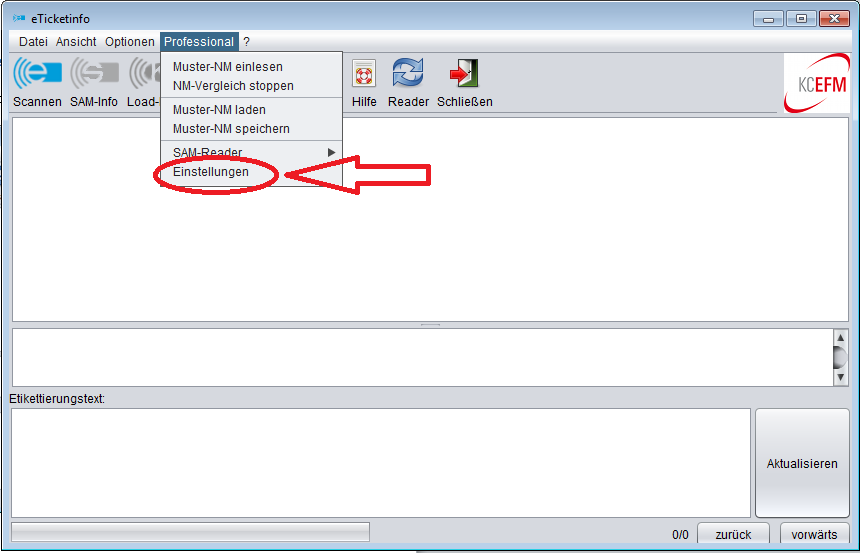 eTicketinfo
Datei Ansicht Optionen Professional ?
Muster-NM einlesen
NM-Vergleich stoppen
Muster-NM laden
Muster-NM speichern
SAM-Reader
Einstellungen
Scannen SAM-Info Load- Hilfe Reader Schließen
KCEFM
Etikettierungstext:
Aktualisieren
0/0 zurück vorwärts